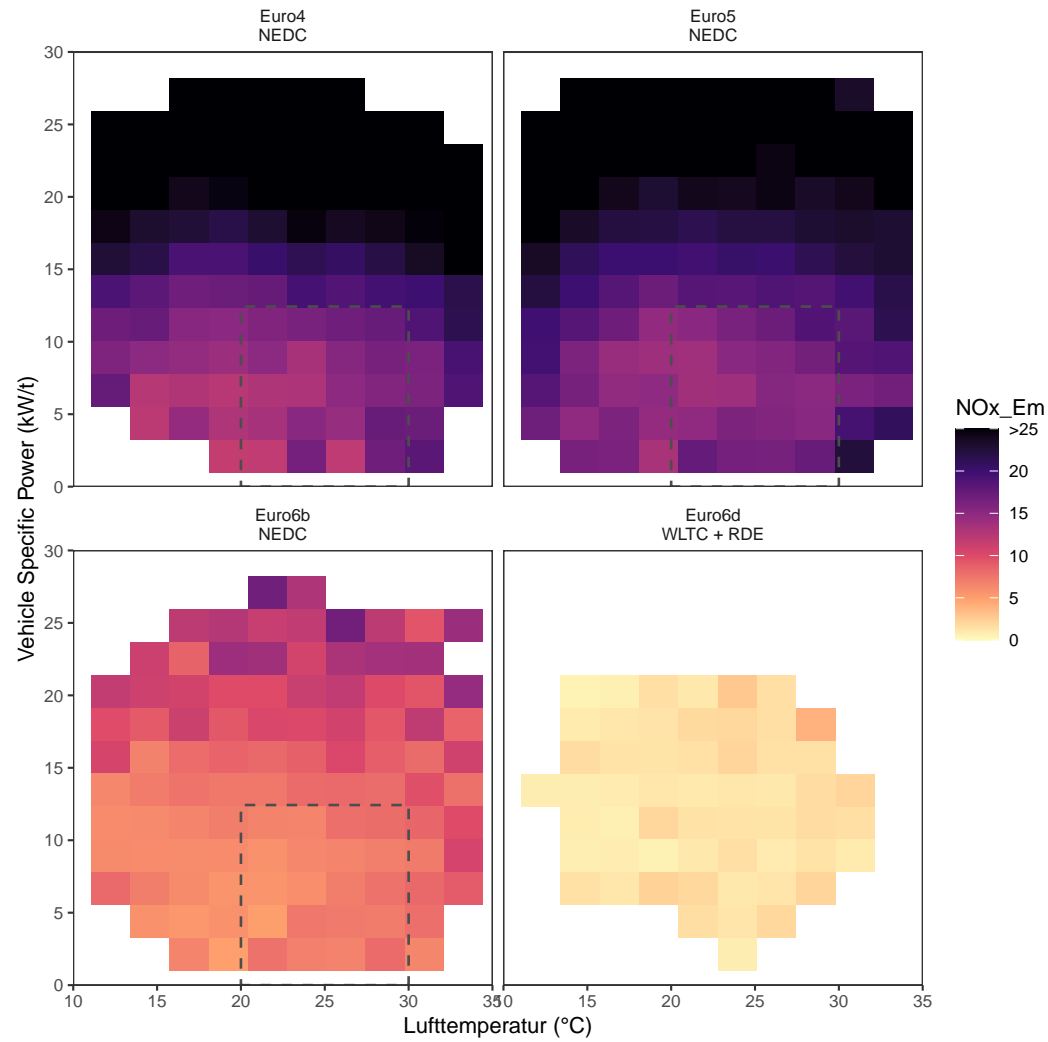 Euro4
NEDC
Euro5
NEDC
30
25
20
15
10
5
0
Euro6b
NEDC
Euro6d
WLTC + RDE
30
25
20
15
10
5
0
10
15
20
25
30
35
10
15
20
25
30
35
Vehicle Specific Power (kW/t)
Lufttemperatur (°C)
NOx_Em
>25
20
15
10
5
0